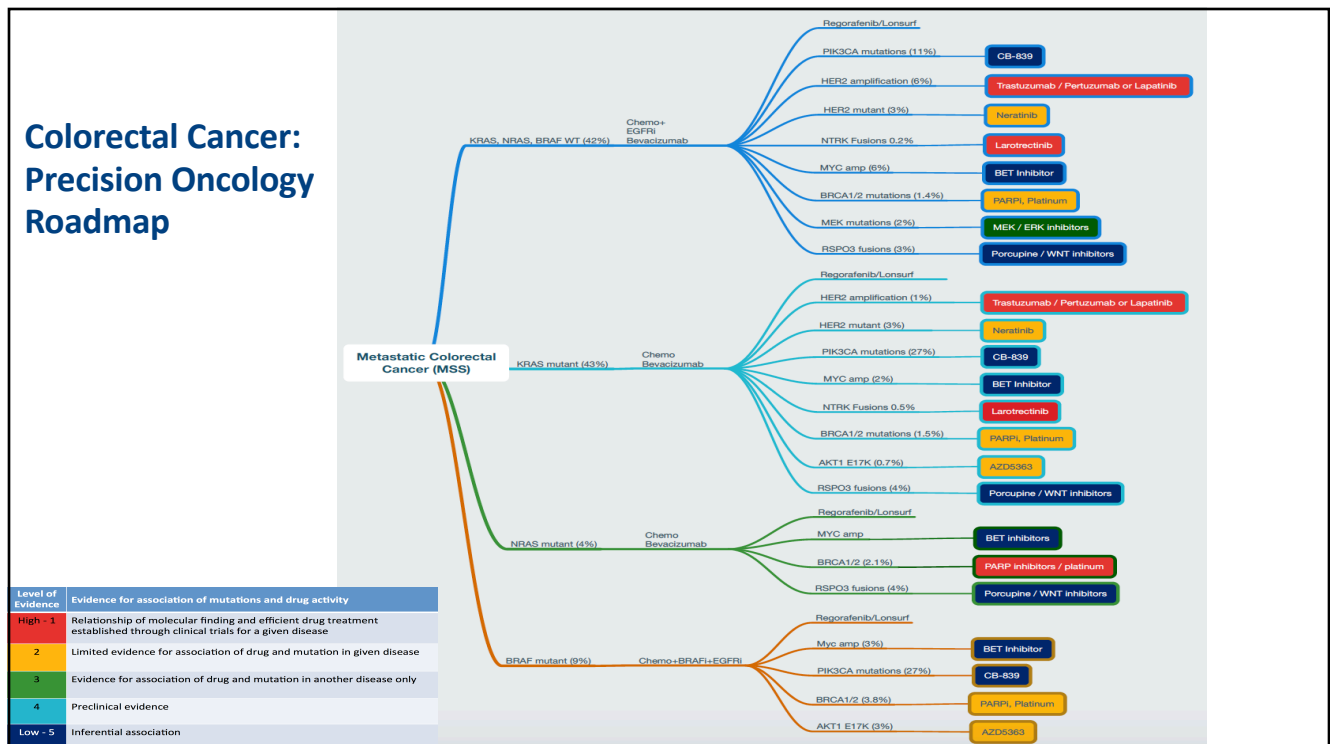 Colorectal Cancer:
Precision Oncology
Roadmap
Metastatic Colorectal
Cancer (MSS)
KRAS, NRAS, BRAF WT (42%)
Chemo+
EGFRi
Bevacizumab
Regorafenib/Lonsurf
PIK3CA mutations (11%)
CB-839
HER2 amplification (6%)
Trastuzumab / Pertuzumab or Lapatinib
HER2 mutant (3%)
Neratinib
NTRK Fusions 0.2%
Larotrectinib
MYC amp (6%)
BET Inhibitor
BRCA1/2 mutations (1.4%)
PARPi, Platinum
MEK mutations (2%)
MEK / ERK inhibitors
RSPO3 fusions (3%)
Porcupine / WNT inhibitors
KRAS mutant (43%)
Chemo
Bevacizumab
Regorafenib/Lonsurf
HER2 amplification (1%)
Trastuzumab / Pertuzumab or Lapatinib
HER2 mutant (3%)
Neratinib
PIK3CA mutations (27%)
CB-839
MYC amp (2%)
BET Inhibitor
NTRK Fusions 0.5%
Larotrectinib
BRCA1/2 mutations (1.5%)
PARPi, Platinum
AKT1 E17K (0.7%)
AZD5363
RSPO3 fusions (4%)
Porcupine / WNT inhibitors
NRAS mutant (4%)
Chemo
Bevacizumab
Regorafenib/Lonsurf
MYC amp
BET inhibitors
BRCA1/2 (2.1%)
PARP inhibitors / platinum
RSPO3 fusions (4%)
Porcupine / WNT inhibitors
BRAF mutant (9%)
Chemo+BRAFi+EGFRi
Regorafenib/Lonsurf
Myc amp (3%)
BET Inhibitor
PIK3CA mutations (27%)
CB-839
BRCA1/2 (3.8%)
PARPi, Platinum
AKT1 E17K (3%)
AZD5363
Level of
Evidence
Evidence for association of mutations and drug activity
High - 1
Relationship of molecular finding and efficient drug treatment
established through clinical trials for a given disease
2
Limited evidence for association of drug and mutation in given disease
3
Evidence for association of drug and mutation in another disease only
4
Preclinical evidence
Low - 5
Inferential association